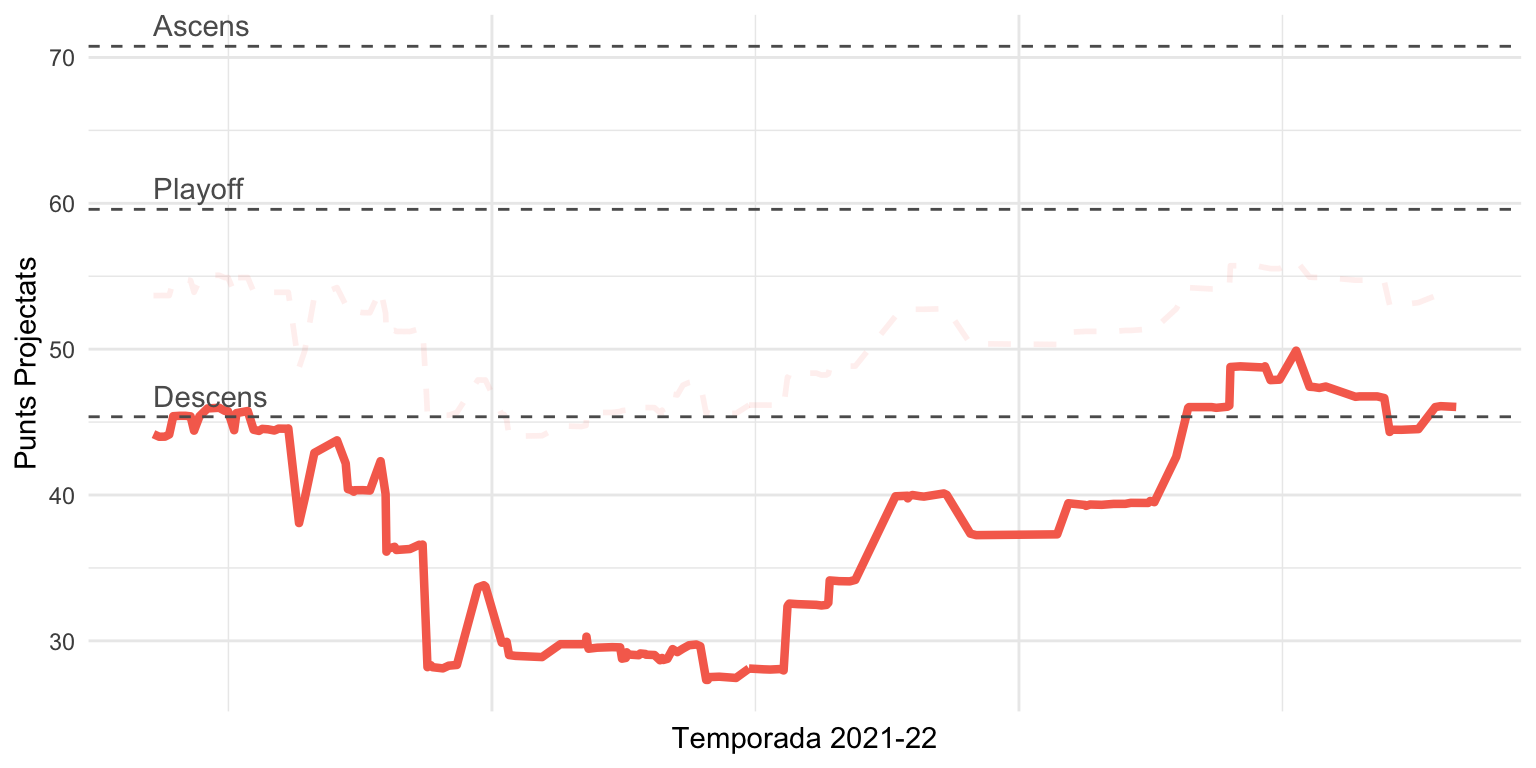 Ascens
70
Playoff
60
50
Descens
40
30
Punts Projectats
Temporada 2021-22